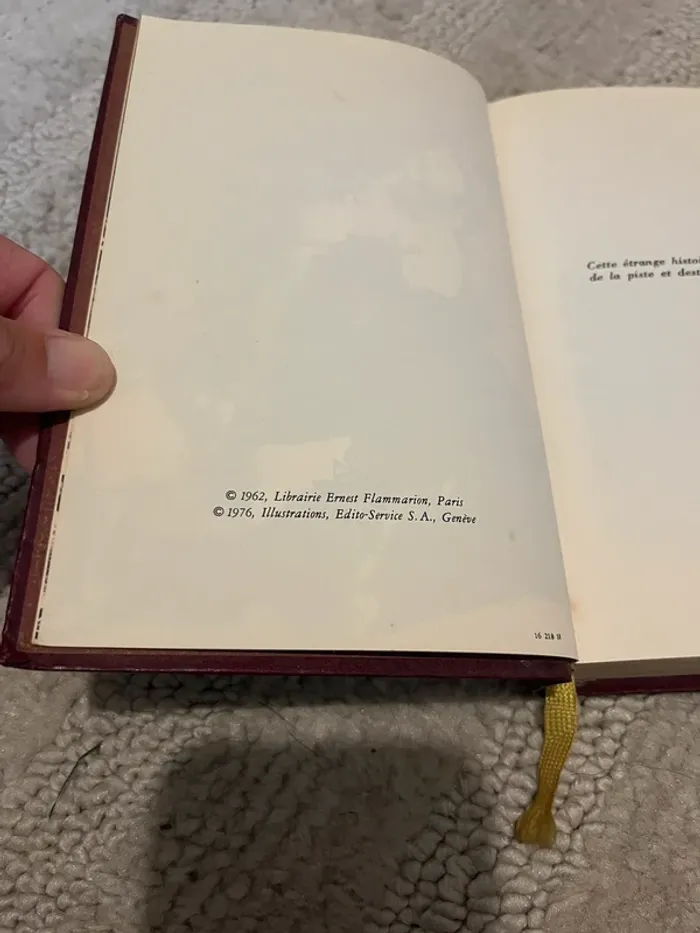 © 1962, Librairie Ernest Flammarion, Paris
© 1976, Illustrations, Edito-Service S.A., Genève
16 218 II
Cette étrange histoi
de la piste et dest